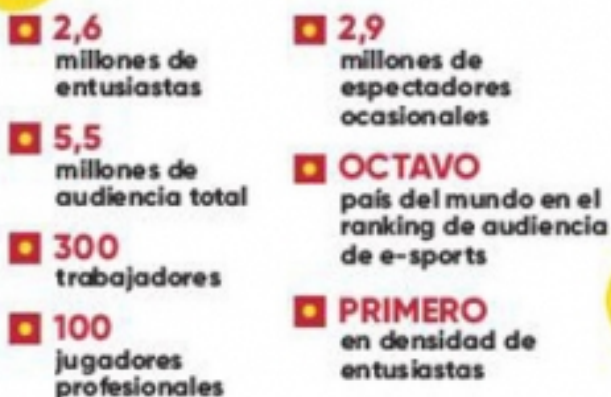 2,6
millones de
entusiastas
5,5
millones de
audiencia total
300
trabajadores
100
jugadores
profesionales
2,9
millones de
espectadores
ocasionales
OCTAVO
país del mundo en el
ranking de audiencia
de e-sports
PRIMERO
en densidad de
entusiastas